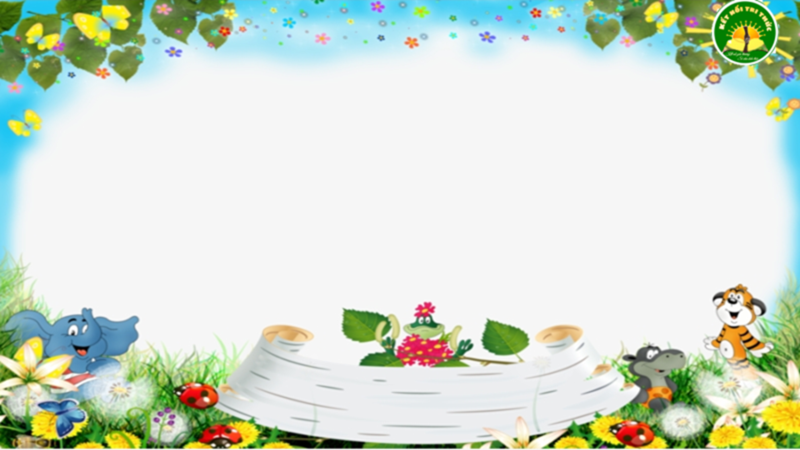 KẾT NỐI TRI THỨC